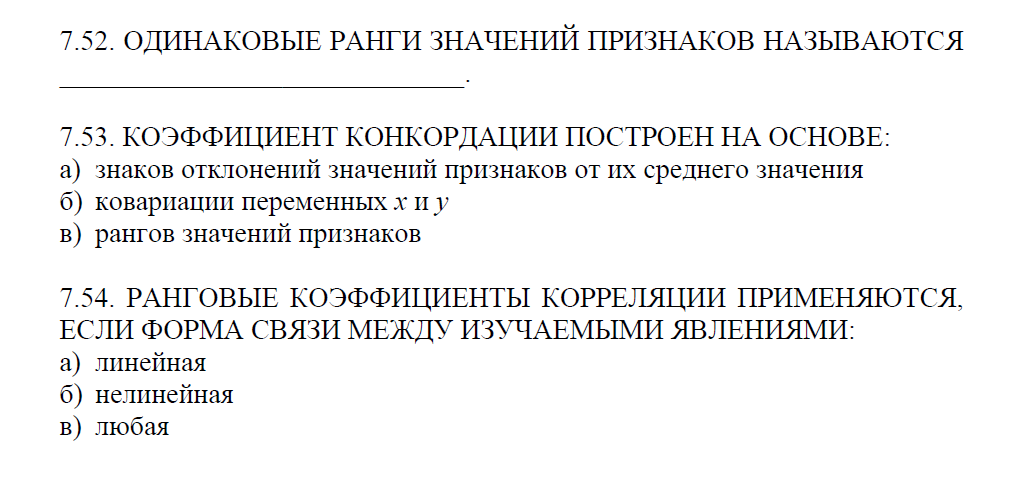 7.52. ОДИНАКОВЫЕ РАНГИ ЗНАЧЕНИЙ ПРИЗНАКОВ НАЗЫВАЮТСЯ
_____________________________.
7.53. КОЭФФИЦИЕНТ КОНКОРДАЦИИ ПОСТРОЕН НА ОСНОВЕ:
а) знаков отклонений значений признаков от их среднего значения
б) ковариации переменных x и y
в) рангов значений признаков
7.54. РАНГОВЫЕ КОЭФФИЦИЕНТЫ КОРРЕЛЯЦИИ ПРИМЕНЯЮТСЯ,
ЕСЛИ ФОРМА СВЯЗИ МЕЖДУ ИЗУЧАЕМЫМИ ЯВЛЕНИЯМИ:
а) линейная
б) нелинейная
в) любая